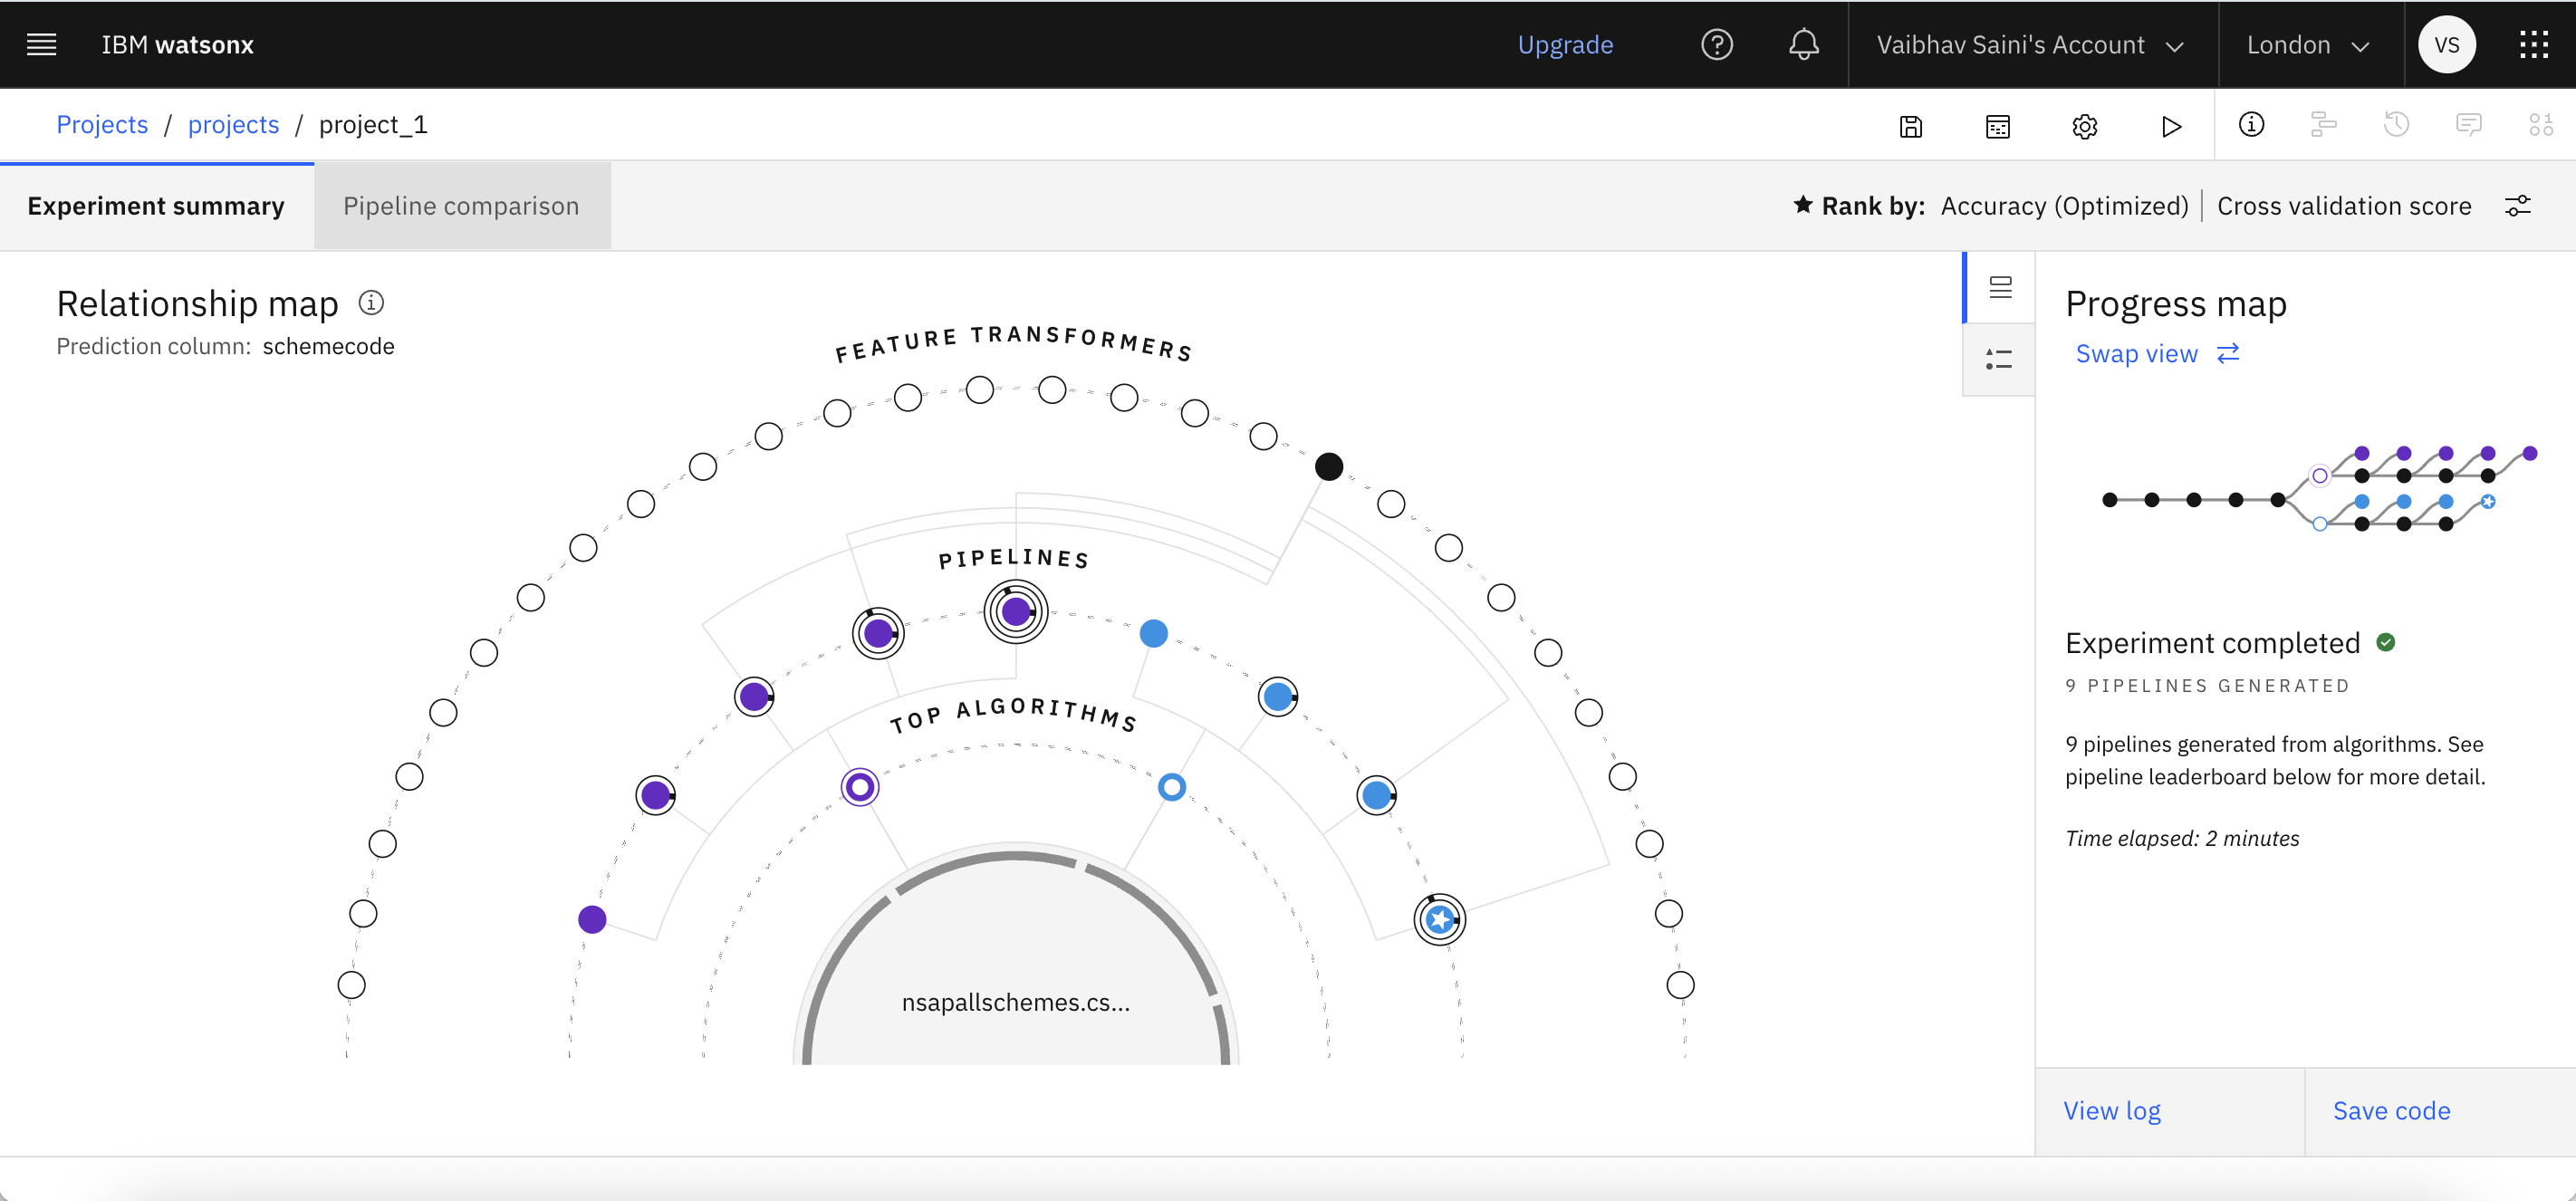 IBM watsonx
Upgrade
Vaibhav Saini's Account
London
VS
Projects / projects / project_1
Experiment summary
Pipeline comparison
Rank by: Accuracy (Optimized) | Cross validation score
Relationship map
Prediction column: schemecode
FEATURE TRANSFORMERS
PIPELINES
TOP ALGORITHMS
nsapallschemes.cs...
Progress map
Swap view
Experiment completed
9 PIPELINES GENERATED
9 pipelines generated from algorithms. See
pipeline leaderboard below for more detail.
Time elapsed: 2 minutes
View log
Save code